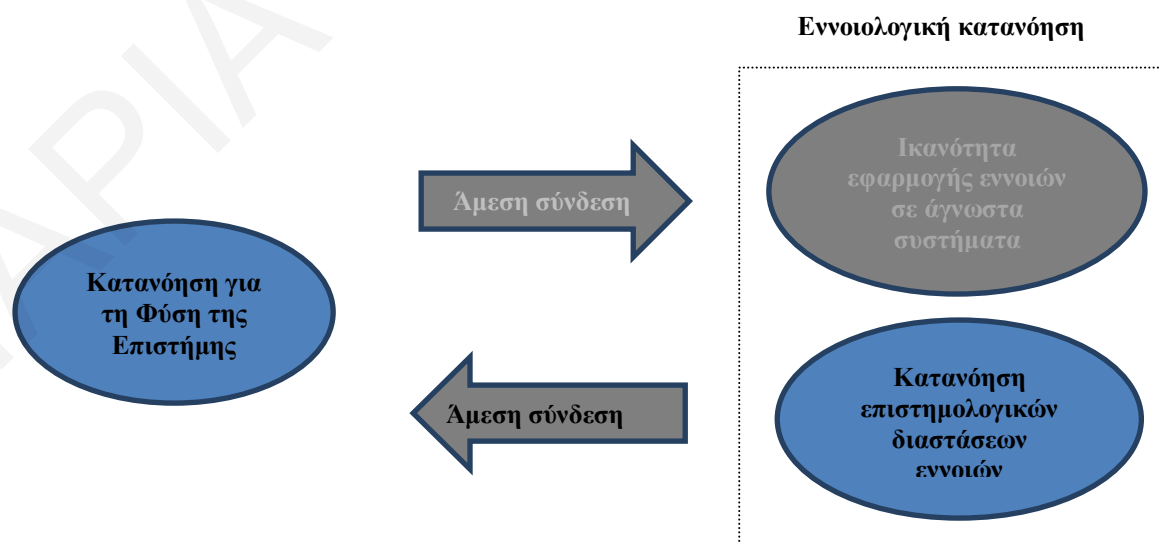 Εννοιολογική κατανόηση
Ικανότητα
εφαρμογής εννοιών
σε άγνωστα
συστήματα
Άμεση σύνδεση
Κατανόηση για
τη Φύση της
Επιστήμης
Κατανόηση
επιστημολογικών
διαστάσεων
εννοιών
Άμεση σύνδεση